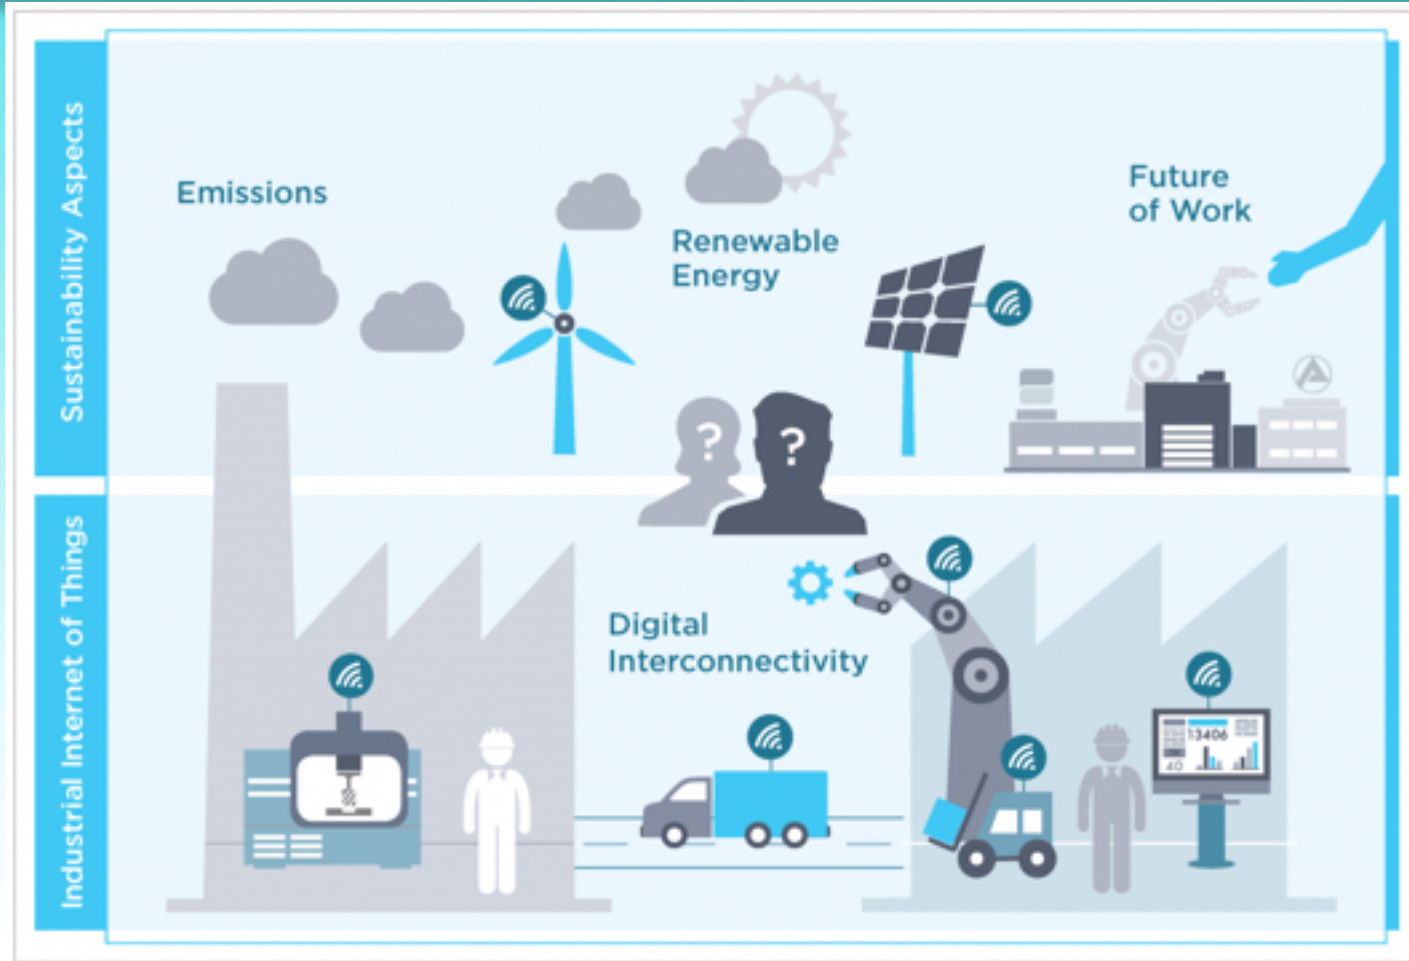 Sustainability Aspects
Emissions
Renewable
Energy
Future
of Work
?
?
Industrial Internet of Things
Digital
Interconnectivity
13406
40